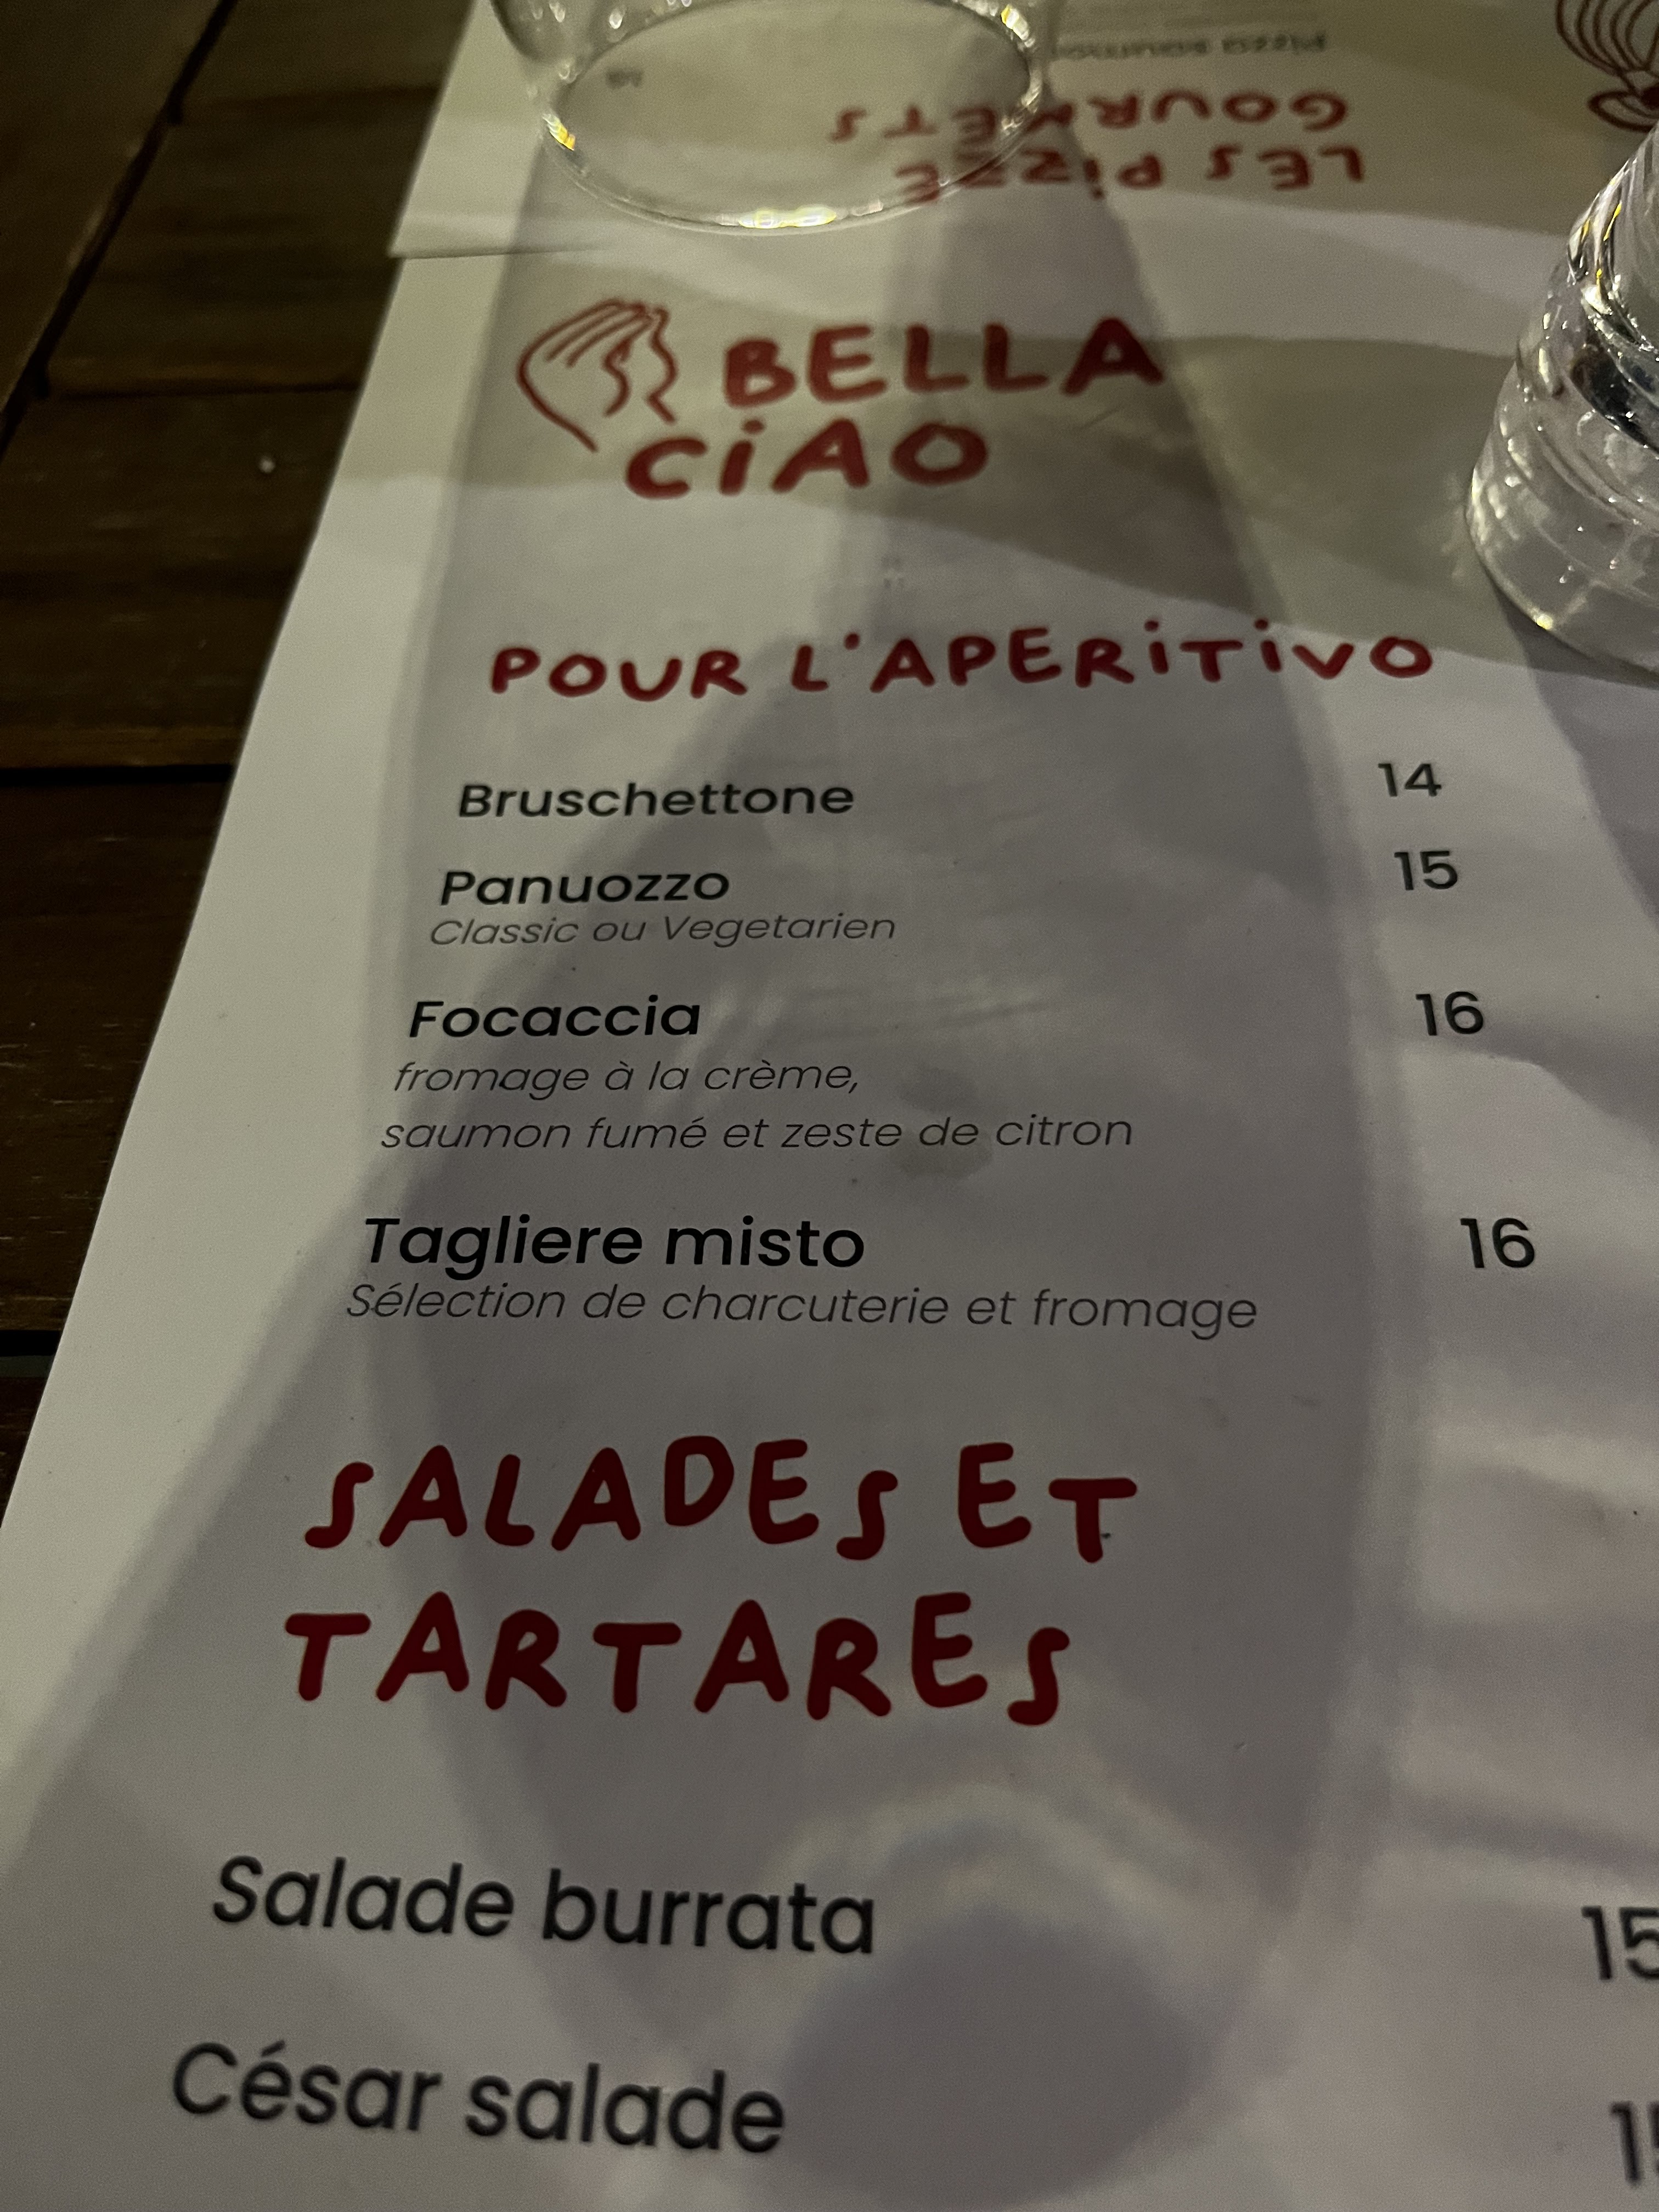 LES PIZZE
GOURMETS
BELLA
CIAO
POUR L'APERITIVO
Bruschettone 14
Panuozzo 15
Classic ou Vegetarien
Focaccia 16
fromage à la crème,
saumon fumé et zeste de citron
Tagliere misto 16
Sélection de charcuterie et fromage
SALADES ET
TARTARES
Salade burrata 15
César salade